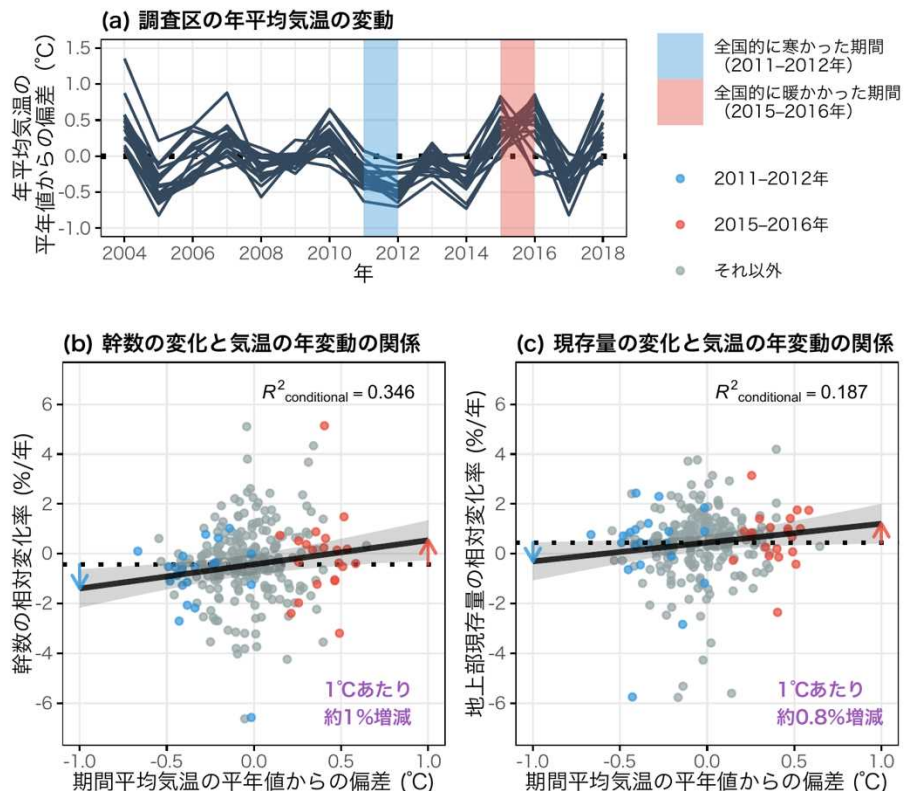 (a) 調査区の年平均気温の変動
年平均気温の
平年値からの偏差 (℃)
1.5
1.0
0.5
0.0
-0.5
-1.0
2004
2006
2008
2010
2012
2014
2016
2018
年
全国的に寒かった期間
(2011–2012年)
全国的に暖かかった期間
(2015–2016年)
2011–2012年
2015–2016年
それ以外
(b) 幹数の変化と気温の年変動の関係
幹数の相対変化率 (%/年)
R²conditional = 0.346
6
4
2
0
-2
-4
-6
1℃あたり
約1%増減
-1.0
-0.5
0.0
0.5
1.0
期間平均気温の平年値からの偏差 (℃)
(c) 現存量の変化と気温の年変動の関係
地上部現存量の相対変化率 (%/年)
R²conditional = 0.187
6
4
2
0
-2
-4
-6
1℃あたり
約0.8%増減
-1.0
-0.5
0.0
0.5
1.0
期間平均気温の平年値からの偏差 (℃)